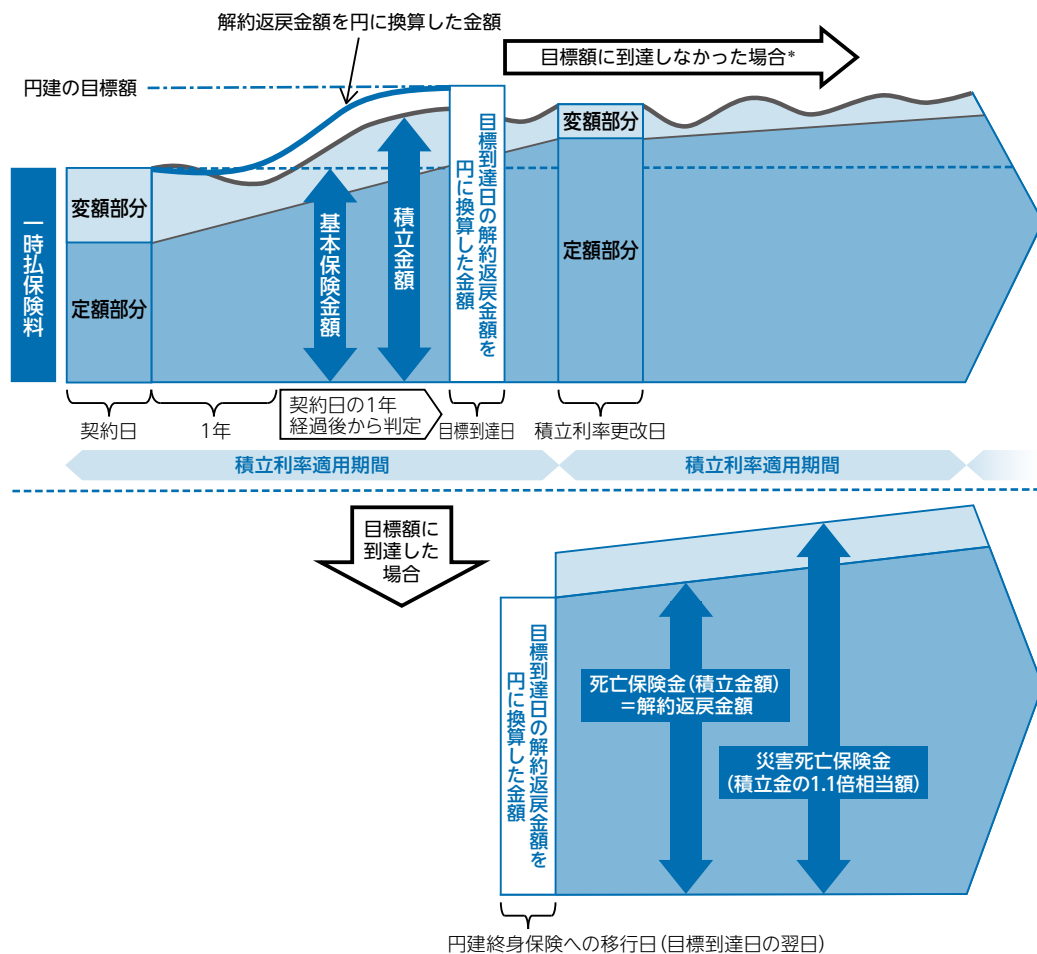 解約返戻金額を円に換算した金額
目標額に到達しなかった場合*
円建の目標額
一時払保険料
変額部分
定額部分
基本保険金額
積立金額
目標到達日の解約返戻金額を
円に換算した金額
変額部分
定額部分
契約日
1年
契約日の1年
経過後から判定
目標到達日
積立利率更改日
積立利率適用期間
積立利率適用期間
目標額に
到達した
場合
目標到達日の解約返戻金額を
円に換算した金額
死亡保険金(積立金額)
＝解約返戻金額
災害死亡保険金
(積立金の1.1倍相当額)
円建終身保険への移行日(目標到達日の翌日)